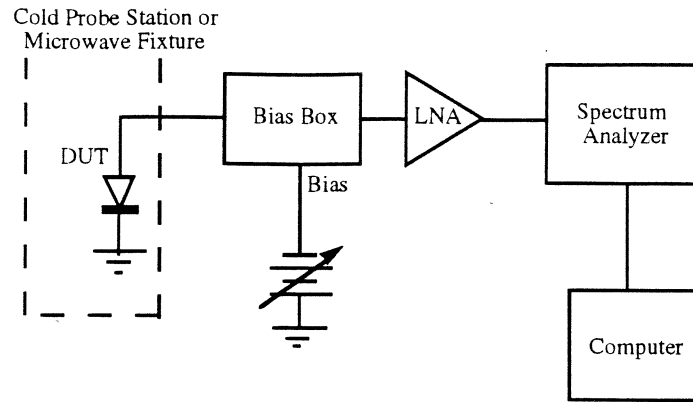 Cold Probe Station or
Microwave Fixture
DUT
Bias Box
Bias
LNA
Spectrum
Analyzer
Computer